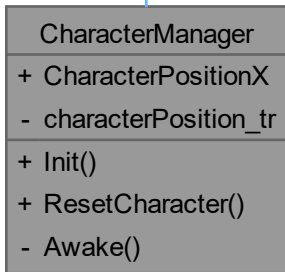 CharacterManager
+ CharacterPositionX
- characterPosition_tr
+ Init()
+ ResetCharacter()
- Awake()